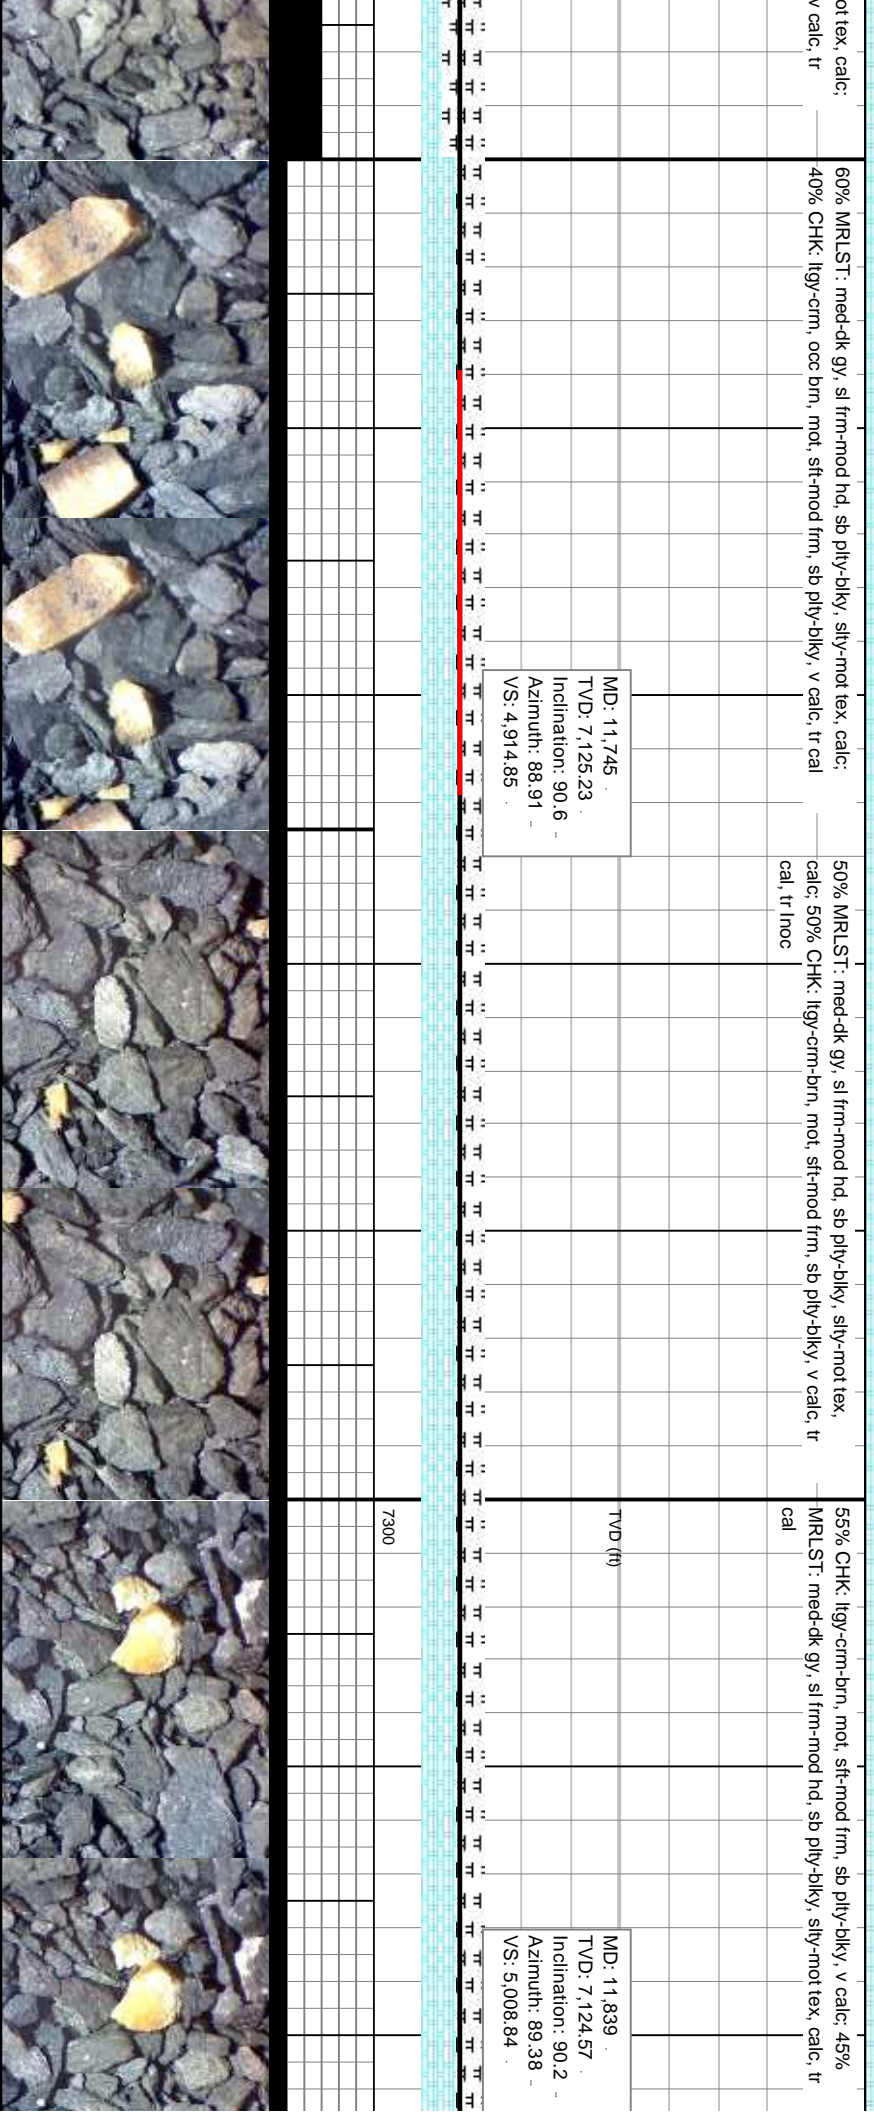 ot tex, calc;
v calc, tr
60% MRLST: med-dk gy, sl frm-mod hd, sb plty-blky, slty-mot tex, calc;
40% CHK: ltgy-crm, occ brn, mot, sft-mod frm, sb plty-blky, v calc, tr cal
MD: 11,745
TVD: 7,125.23
Inclination: 90.6
Azimuth: 88.91
VS: 4,914.85
50% MRLST: med-dk gy, sl frm-mod hd, sb plty-blky, slty-mot tex,
calc; 50% CHK: ltgy-crm-brn, mot, sft-mod frm, sb plty-blky, v calc, tr
cal, tr Inoc
55% CHK: ltgy-crm-brn, mot, sft-mod frm, sb plty-blky, v calc; 45%
MRLST: med-dk gy, sl frm-mod hd, sb plty-blky, slty-mot tex, calc, tr
cal
TVD (ft)
7300
MD: 11,839
TVD: 7,124.57
Inclination: 90.2
Azimuth: 89.38
VS: 5,008.84